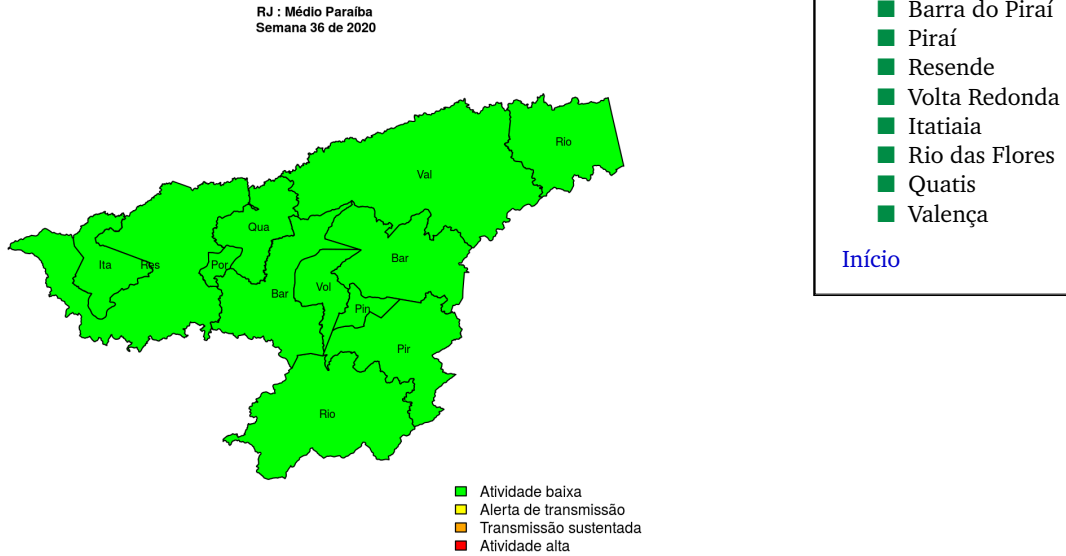 RJ : Médio Paraíba
Semana 36 de 2020
Rio
Val
Qua
Ita
Res
Por
Bar
Bar
Vol
Pin
Pir
Rio
Atividade baixa
Alerta de transmissão
Transmissão sustentada
Atividade alta
Barra do Piraí
Piraí
Resende
Volta Redonda
Itatiaia
Rio das Flores
Quatis
Valença
Início